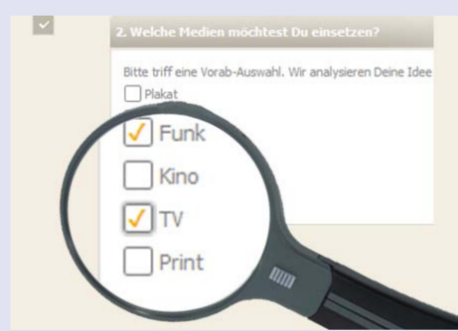 2. Welche Medien möchtest Du einsetzen?
Bitte triff eine Vorab-Auswahl. Wir analysieren Deine Idee
Plakat
Funk
Kino
TV
Print